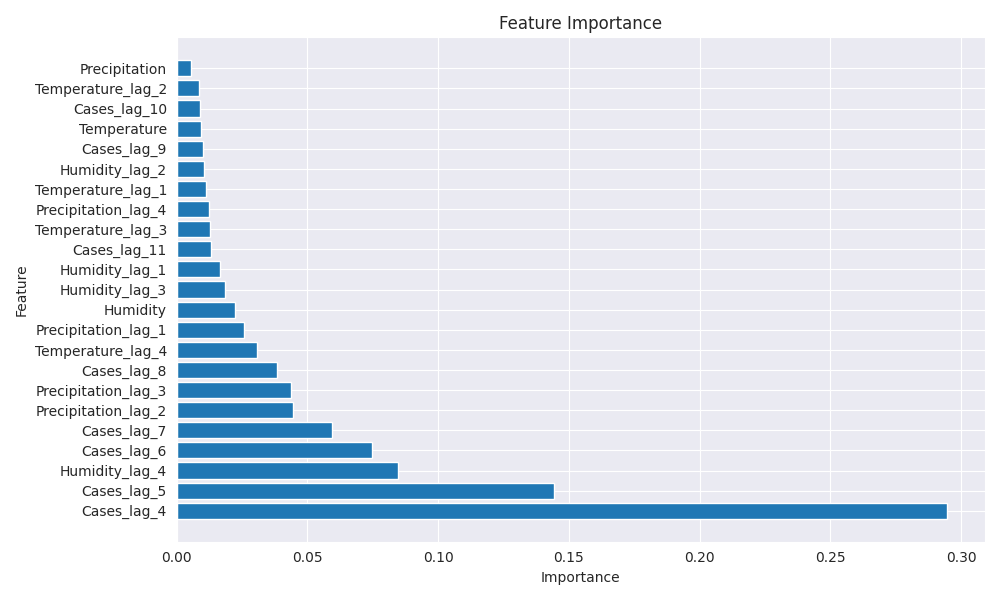 Feature Importance
Precipitation
Temperature_lag_2
Cases_lag_10
Temperature
Cases_lag_9
Humidity_lag_2
Temperature_lag_1
Precipitation_lag_4
Temperature_lag_3
Cases_lag_11
Humidity_lag_1
Humidity_lag_3
Humidity
Precipitation_lag_1
Temperature_lag_4
Cases_lag_8
Precipitation_lag_3
Precipitation_lag_2
Cases_lag_7
Cases_lag_6
Humidity_lag_4
Cases_lag_5
Cases_lag_4
Feature
0.00 0.05 0.10 0.15 0.20 0.25 0.30
Importance